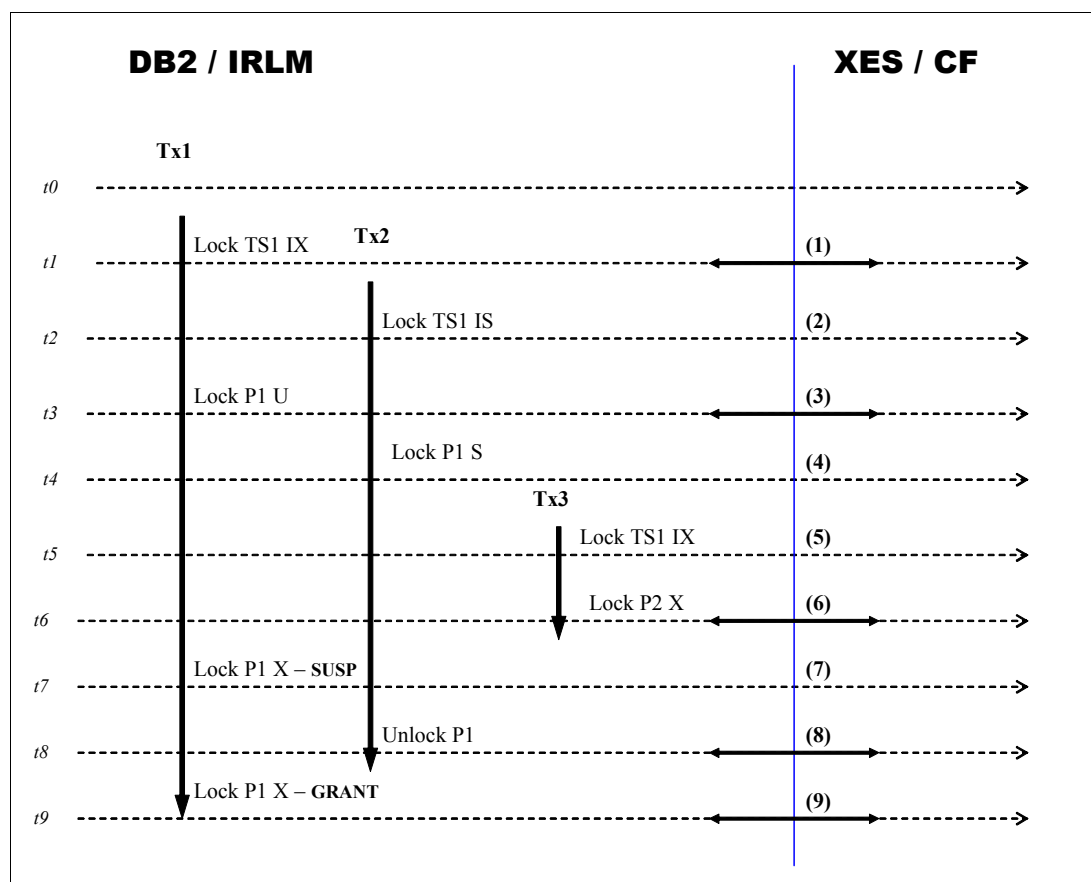 DB2 / IRLM XES / CF
Tx1
t0
Lock TS1 IX Tx2 (1)
t1
Lock TS1 IS (2)
t2
Lock P1 U (3)
t3
Lock P1 S (4)
t4
Tx3
Lock TS1 IX (5)
t5
Lock P2 X (6)
t6
Lock P1 X – SUSP (7)
t7
Unlock P1 (8)
t8
Lock P1 X – GRANT (9)
t9